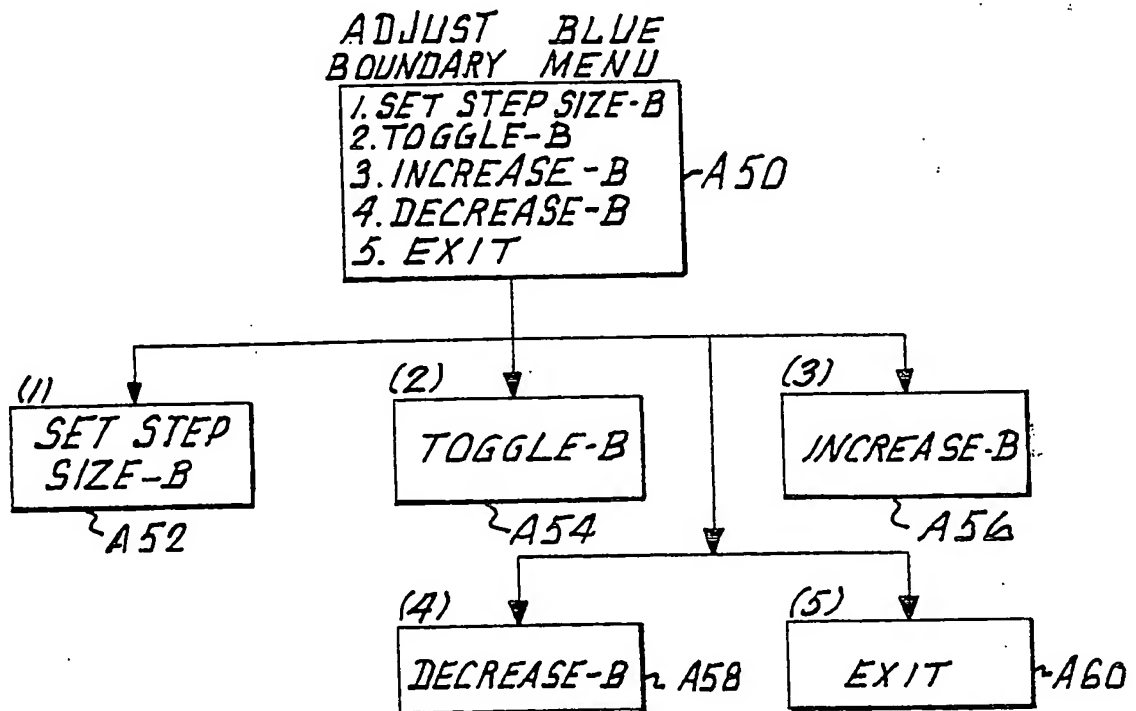 ADJUST BLUE
BOUNDARY MENU
1. SET STEP SIZE-B
2. TOGGLE-B
3. INCREASE-B
4. DECREASE-B
5. EXIT
A50
(1)
SET STEP
SIZE-B
A52
(2)
TOGGLE-B
A54
(3)
INCREASE-B
A56
(4)
DECREASE-B
A58
(5)
EXIT
A60